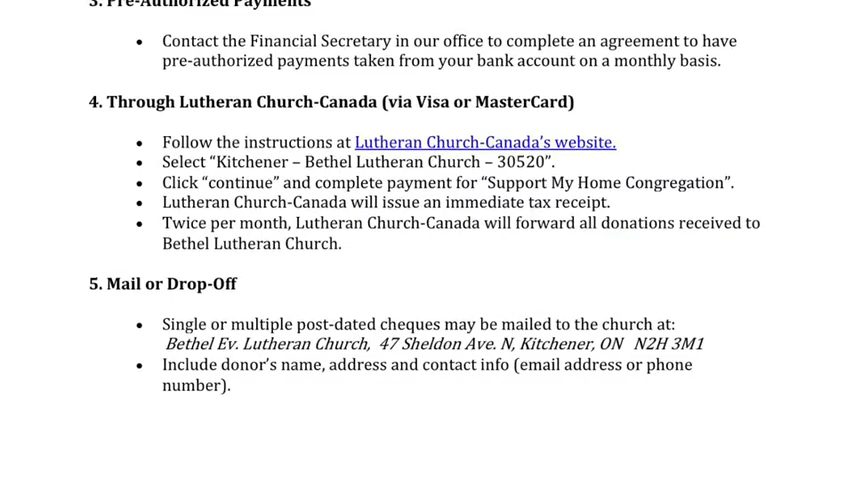 3. Pre-Authorized Payments
• Contact the Financial Secretary in our office to complete an agreement to have
pre-authorized payments taken from your bank account on a monthly basis.
4. Through Lutheran Church-Canada (via Visa or MasterCard)
• Follow the instructions at Lutheran Church-Canada’s website.
• Select “Kitchener – Bethel Lutheran Church – 30520”.
• Click “continue” and complete payment for “Support My Home Congregation”.
• Lutheran Church-Canada will issue an immediate tax receipt.
• Twice per month, Lutheran Church-Canada will forward all donations received to
Bethel Lutheran Church.
5. Mail or Drop-Off
• Single or multiple post-dated cheques may be mailed to the church at:
Bethel Ev. Lutheran Church, 47 Sheldon Ave. N, Kitchener, ON N2H 3M1
• Include donor’s name, address and contact info (email address or phone
number).